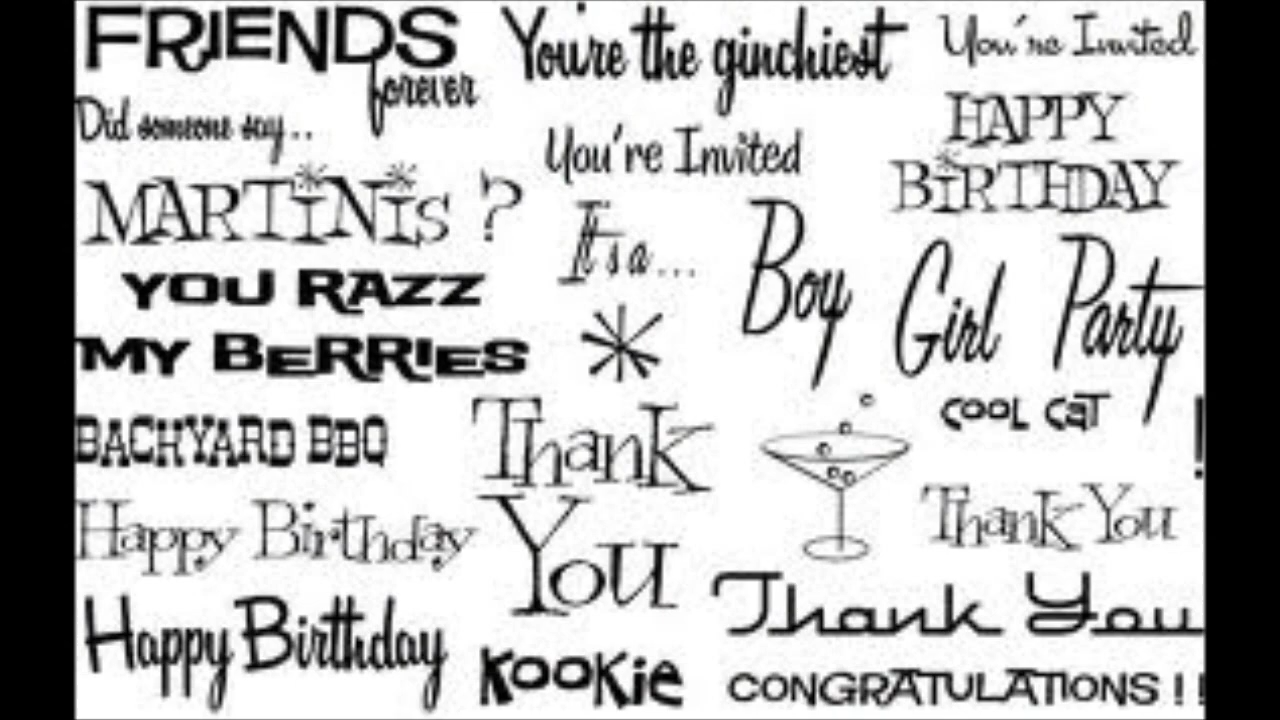 FRIENDS
forever
You're the ginchiest
You're Invited
Did someone say..
MARTINIS ?
You're Invited
HAPPY
BIRTHDAY
YOU RAZZ
MY BERRIES
It's a ...
Boy
Girl
Party
!
COOL CAT
BACKYARD BBQ
Thank
You
Thank You
Happy Birthday
Happy Birthday
Kookie
Thank You
CONGRATULATIONS !!